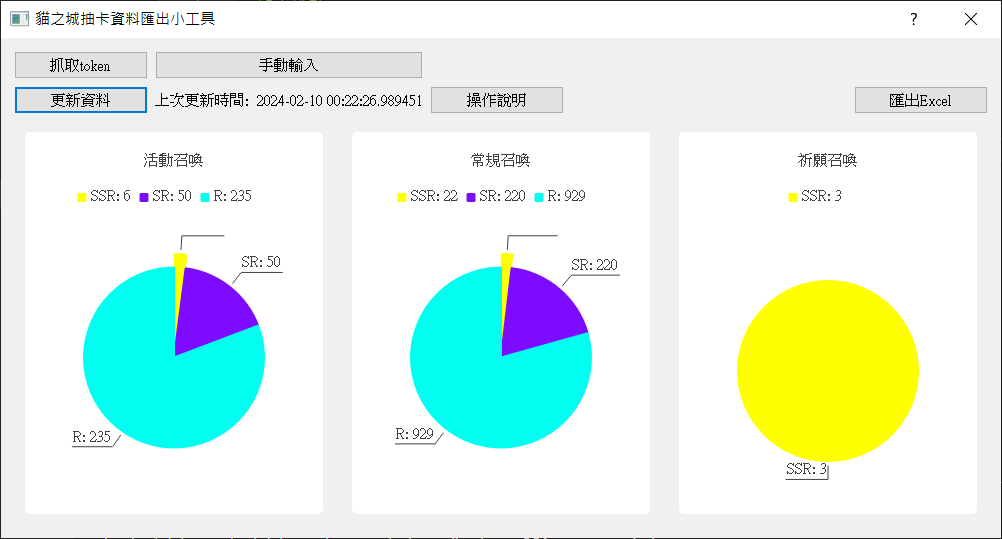 貓之城抽卡資料匯出小工具
?
抓取token
手動輸入
更新資料
上次更新時間: 2024-02-10 00:22:26.989451
操作說明
匯出Excel
活動召喚
SSR: 6 SR: 50 R: 235
SR: 50
R: 235
常規召喚
SSR: 22 SR: 220 R: 929
SR: 220
R: 929
祈願召喚
SSR: 3
SSR: 3